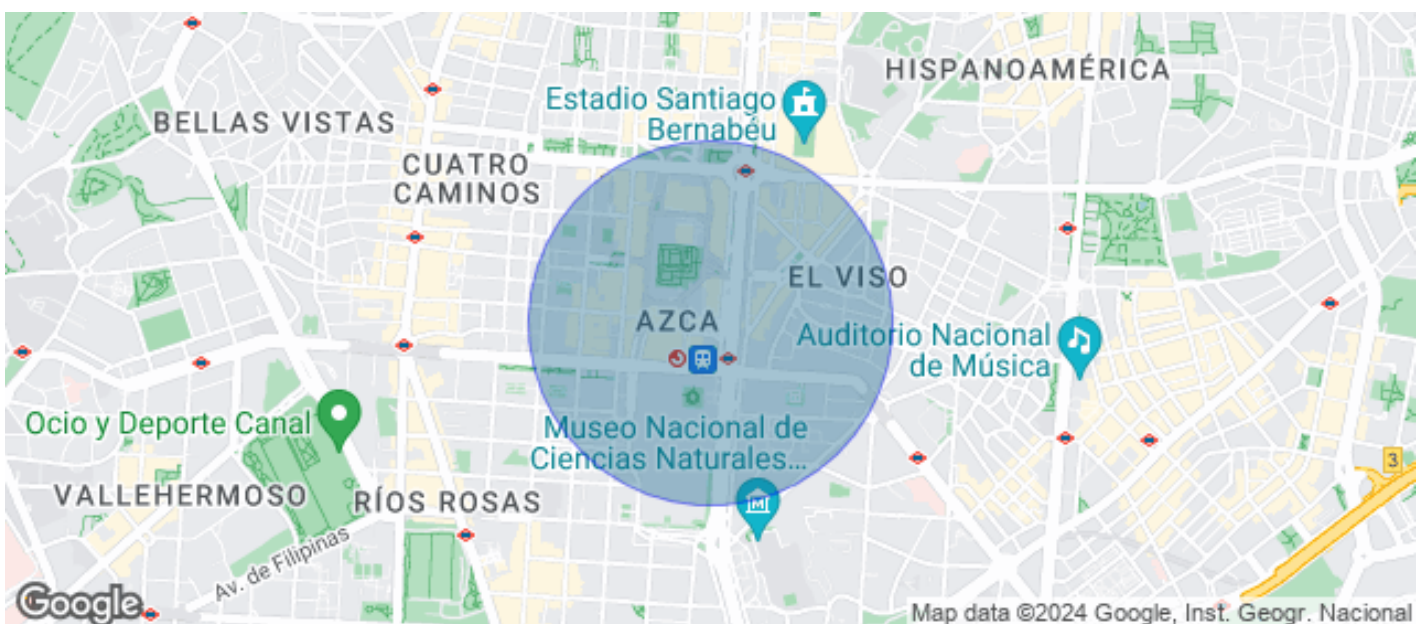 HISPANOAMÉRICA
Estadio Santiago
Bernabéu
BELLAS VISTAS
CUATRO
CAMINOS
EL VISO
AZCA
Auditorio Nacional
de Música
Ocio y Deporte Canal
Museo Nacional de
Ciencias Naturales...
3
VALLEHERMOSO
RÍOS ROSAS
Av. de Filipinas
Google
Map data ©2024 Google, Inst. Geogr. Nacional